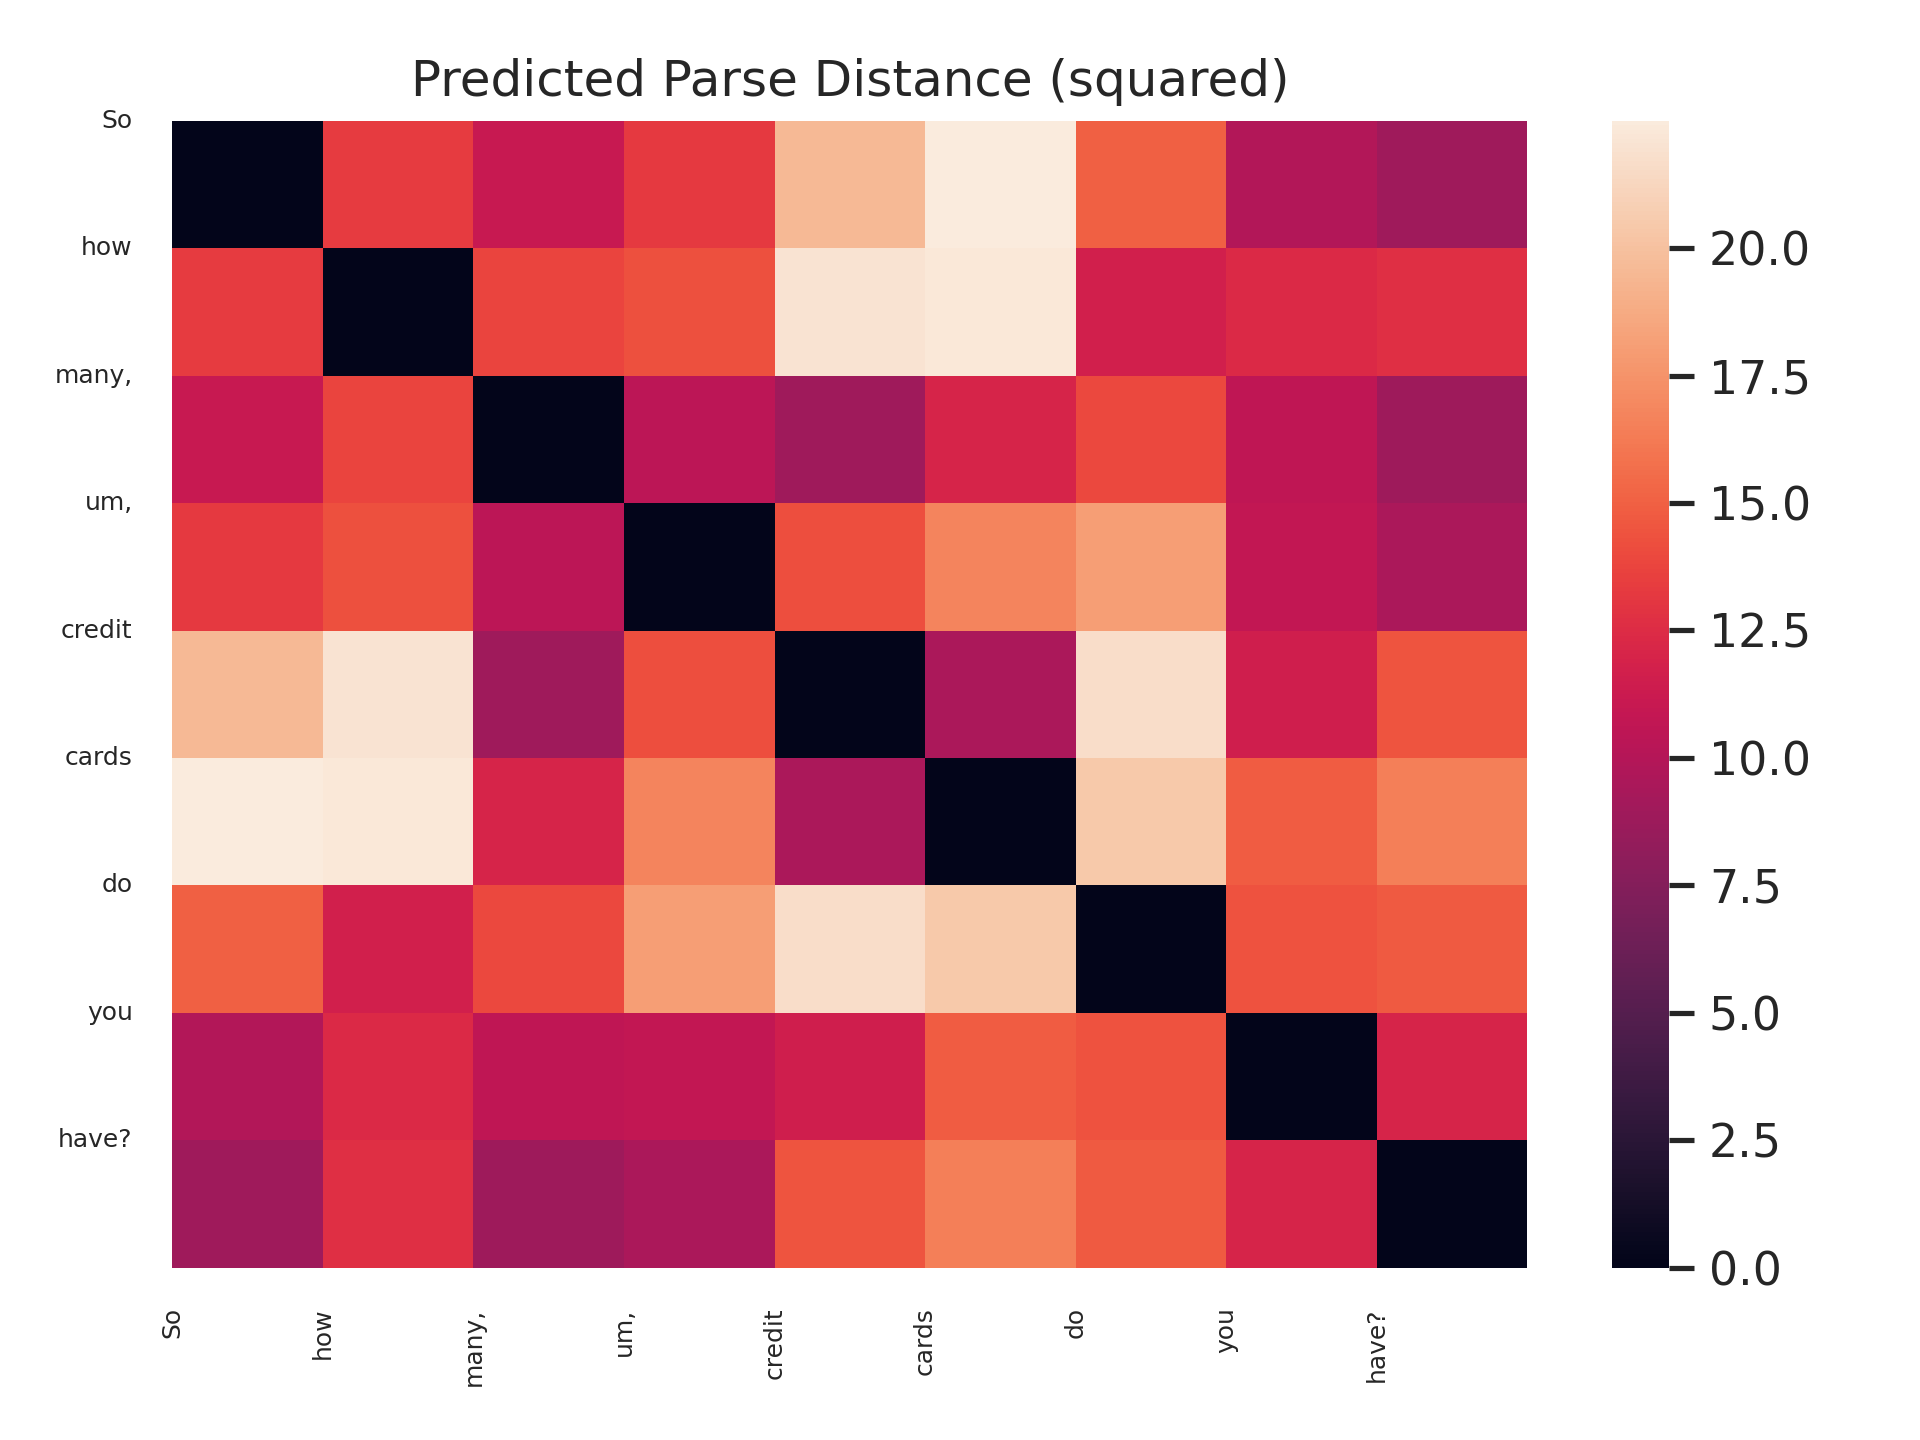 Predicted Parse Distance (squared)
So
how
many,
um,
credit
cards
do
you
have?
So
how
many,
um,
credit
cards
do
you
have?
20.0
17.5
15.0
12.5
10.0
7.5
5.0
2.5
0.0